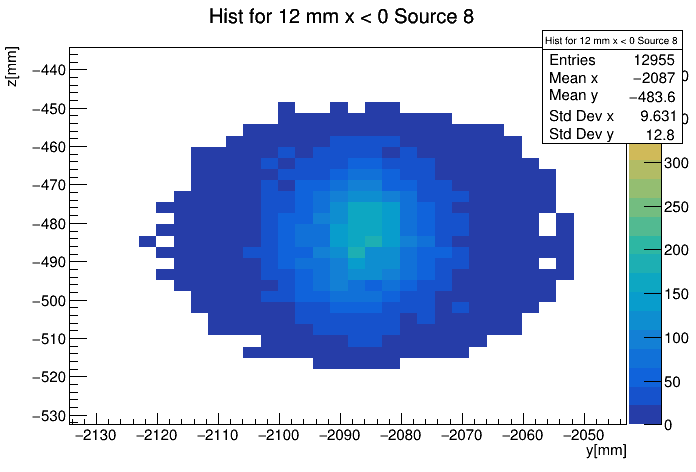 Hist for 12 mm x < 0 Source 8
Hist for 12 mm x < 0 Source 8
Entries 12955
Mean x −2087
Mean y −483.6
Std Dev x 9.631
Std Dev y 12.8
z[mm]
−440
−450
−460
−470
−480
−490
−500
−510
−520
−530
−2130 −2120 −2110 −2100 −2090 −2080 −2070 −2060 −2050
y[mm]
300
250
200
150
100
50
0